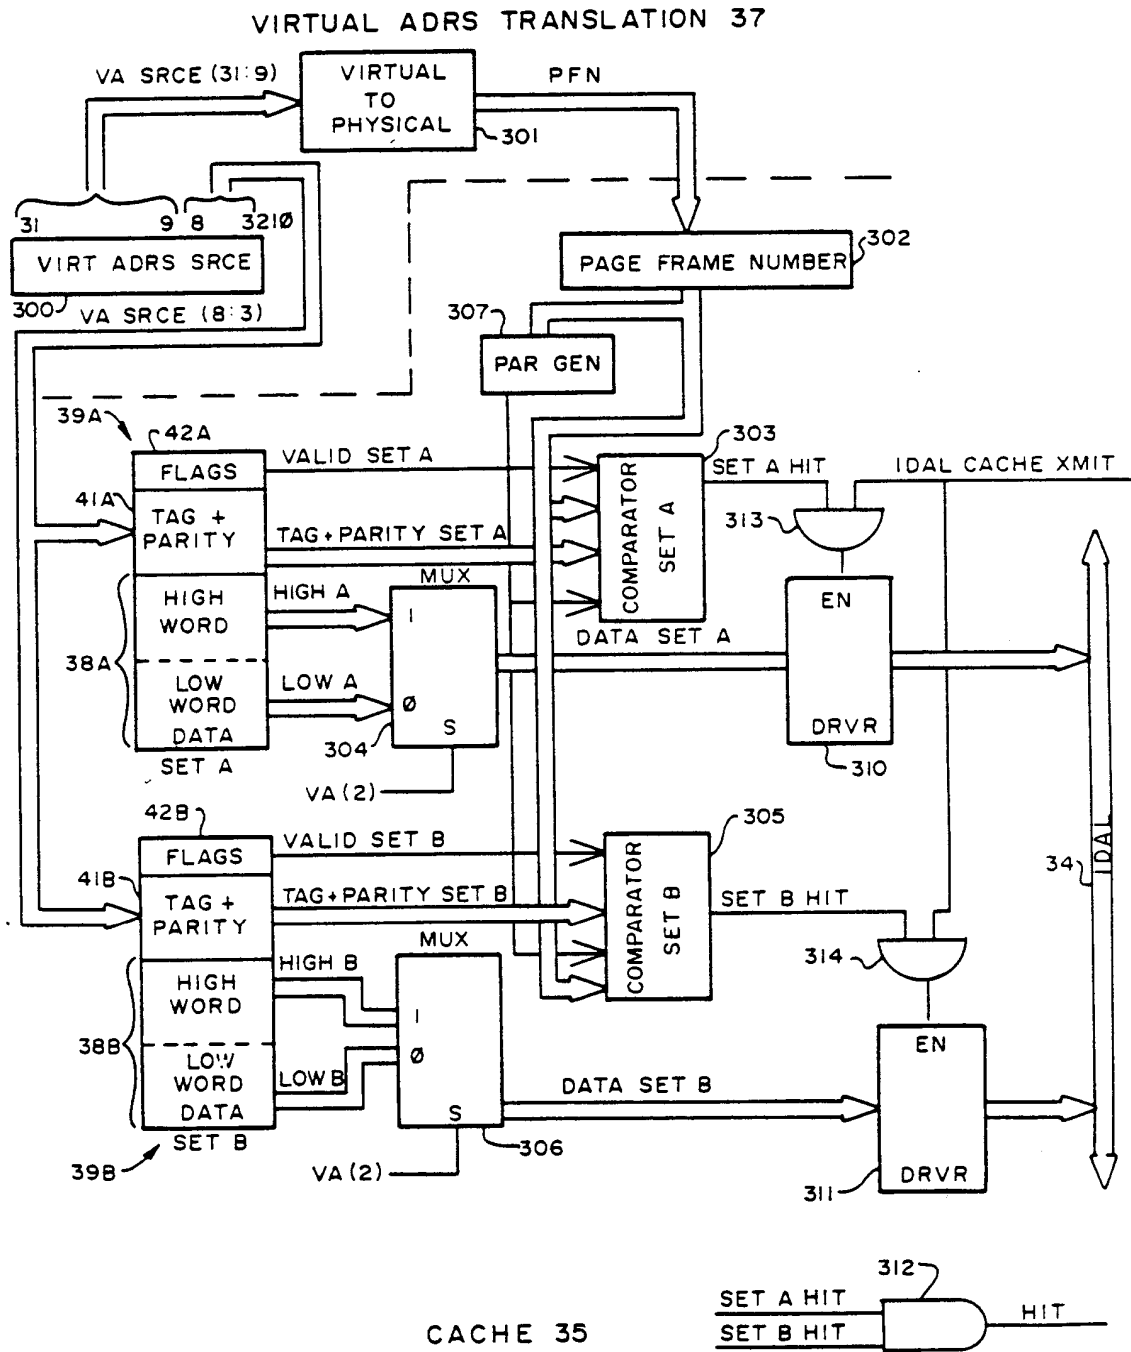 VIRTUAL ADRS TRANSLATION 37
VA SRCE (31:9)
VIRTUAL
TO
PHYSICAL
PFN
301
31
9
8
321Ø
VIRT ADRS SRCE
300
VA SRCE (8:3)
302
PAGE FRAME NUMBER
307
PAR GEN
39A
42A
FLAGS
VALID SET A
303
SET A HIT
IDAL CACHE XMIT
41A
TAG +
PARITY
TAG+PARITY SET A
COMPARATOR
SET A
313
MUX
HIGH
WORD
HIGH A
1
EN
DATA SET A
38A
LOW
WORD
DATA
LOW A
Ø
S
304
DRVR
310
SET A
VA(2)
42B
FLAGS
VALID SET B
305
34
IDAL
41B
TAG +
PARITY
TAG+PARITY SET B
COMPARATOR
SET B
SET B HIT
MUX
314
HIGH
WORD
HIGH B
1
Ø
EN
38B
LOW
WORD
DATA
LOW B
DATA SET B
S
306
SET B
39B
VA(2)
DRVR
311
312
SET A HIT
SET B HIT
HIT
CACHE 35